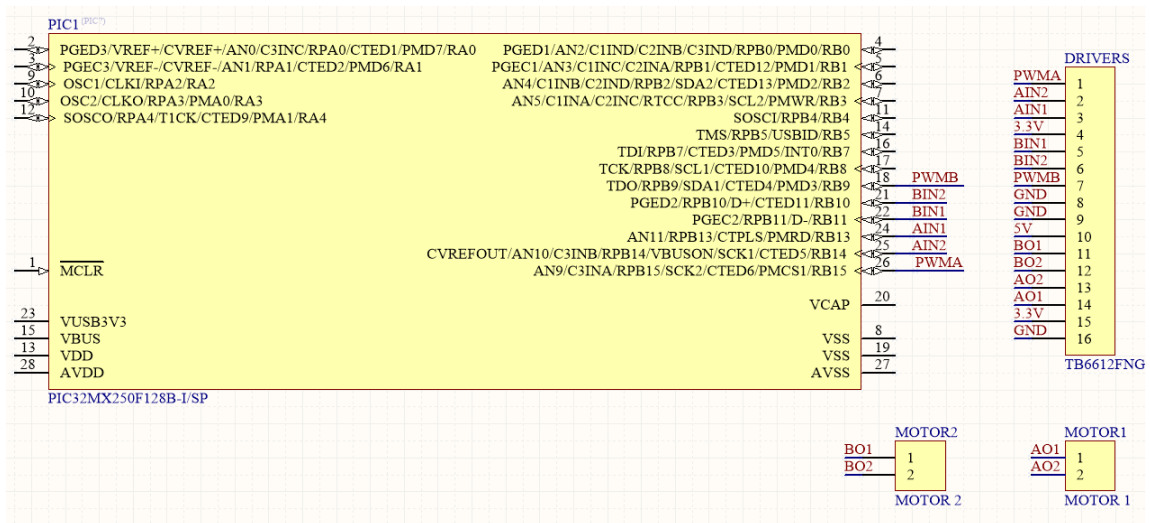 PIC1 (PIC?)
2 PGED3/VREF+/CVREF+/AN0/C3INC/RPA0/CTED1/PMD7/RA0
3 PGEC3/VREF-/CVREF-/AN1/RPA1/CTED2/PMD6/RA1
9 OSC1/CLKI/RPA2/RA2
10 OSC2/CLKO/RPA3/PMA0/RA3
12 SOSCO/RPA4/T1CK/CTED9/PMA1/RA4
1 MCLR
23 VUSB3V3
15 VBUS
13 VDD
28 AVDD
PGED1/AN2/C1IND/C2INB/C3IND/RPB0/PMD0/RB0 4
PGEC1/AN3/C1INC/C2INA/RPB1/CTED12/PMD1/RB1 5
AN4/C1INB/C2IND/RPB2/SDA2/CTED13/PMD2/RB2 6
AN5/C1INA/C2INC/RTCC/RPB3/SCL2/PMWR/RB3 7
SOSCI/RPB4/RB4 11
TMS/RPB5/USBID/RB5 14
TDI/RPB7/CTED3/PMD5/INT0/RB7 16
TCK/RPB8/SCL1/CTED10/PMD4/RB8 17
TDO/RPB9/SDA1/CTED4/PMD3/RB9 18 PWMB
PGED2/RPB10/D+/CTED11/RB10 21 BIN2
PGEC2/RPB11/D-/RB11 22 BIN1
AN11/RPB13/CTPLS/PMRD/RB13 24 AIN1
CVREFOUT/AN10/C3INB/RPB14/VBUSON/SCK1/CTED5/RB14 25 AIN2
AN9/C3INA/RPB15/SCK2/CTED6/PMCS1/RB15 26 PWMA
VCAP 20
VSS 8
VSS 19
AVSS 27
PIC32MX250F128B-I/SP
DRIVERS
PWMA 1
AIN2 2
AIN1 3
3.3V 4
BIN1 5
BIN2 6
PWMB 7
GND 8
GND 9
5V 10
BO1 11
BO2 12
AO2 13
AO1 14
3.3V 15
GND 16
TB6612FNG
MOTOR2
BO1 1
BO2 2
MOTOR 2
MOTOR1
AO1 1
AO2 2
MOTOR 1